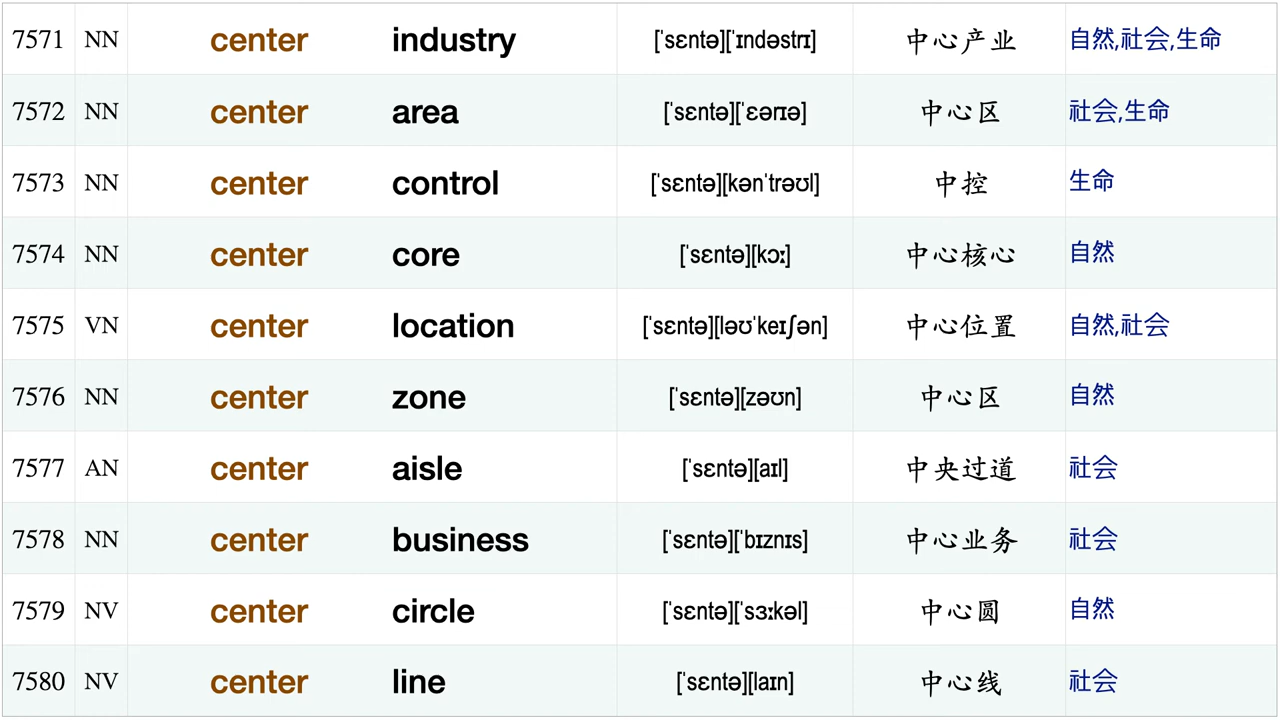 7571 NN center industry [ˈsɛntə][ˈɪndəstrɪ] 中心产业 自然,社会,生命
7572 NN center area [ˈsɛntə][ˈɛərɪə] 中心区 社会,生命
7573 NN center control [ˈsɛntə][kənˈtrəʊl] 中控 生命
7574 NN center core [ˈsɛntə][kɔː] 中心核心 自然
7575 VN center location [ˈsɛntə][ləʊˈkeɪʃən] 中心位置 自然,社会
7576 NN center zone [ˈsɛntə][zəʊn] 中心区 自然
7577 AN center aisle [ˈsɛntə][aɪl] 中央过道 社会
7578 NN center business [ˈsɛntə][ˈbɪznɪs] 中心业务 社会
7579 NV center circle [ˈsɛntə][ˈsɜːkəl] 中心圆 自然
7580 NV center line [ˈsɛntə][laɪn] 中心线 社会